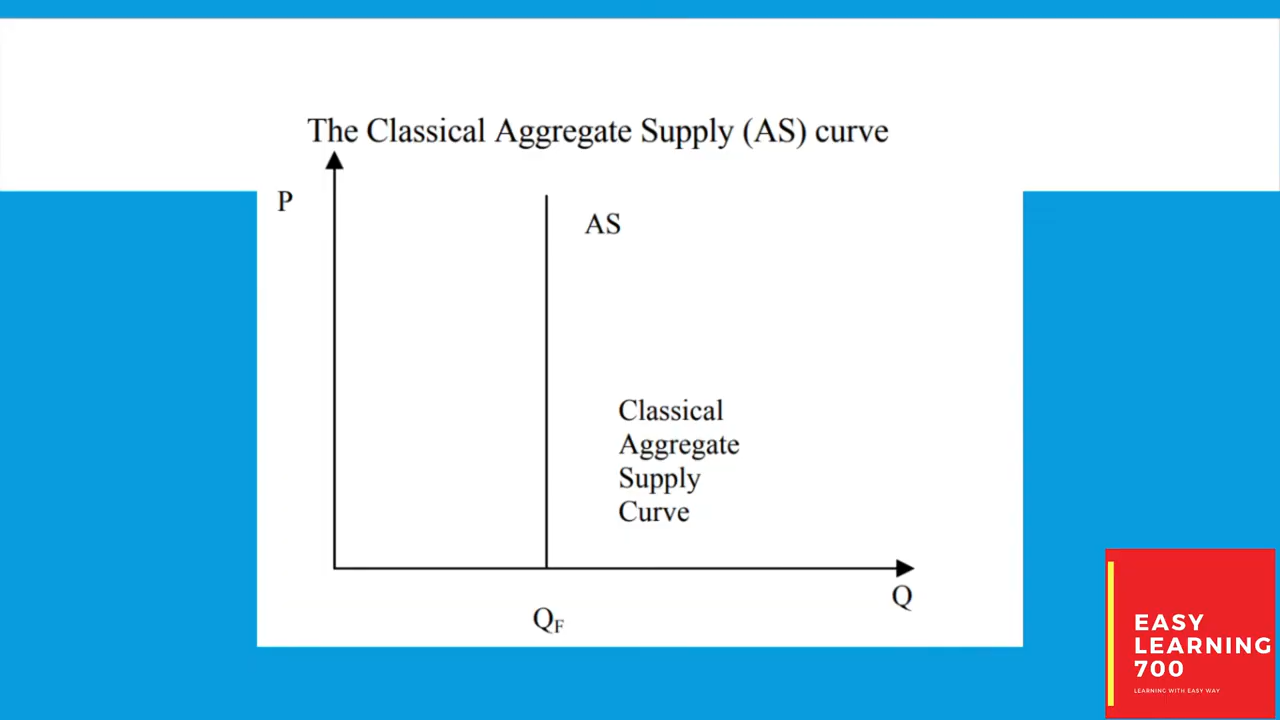 The Classical Aggregate Supply (AS) curve
P
AS
Classical
Aggregate
Supply
Curve
Q
QF
EASY
LEARNING
700
LEARNING WITH EASY WAY